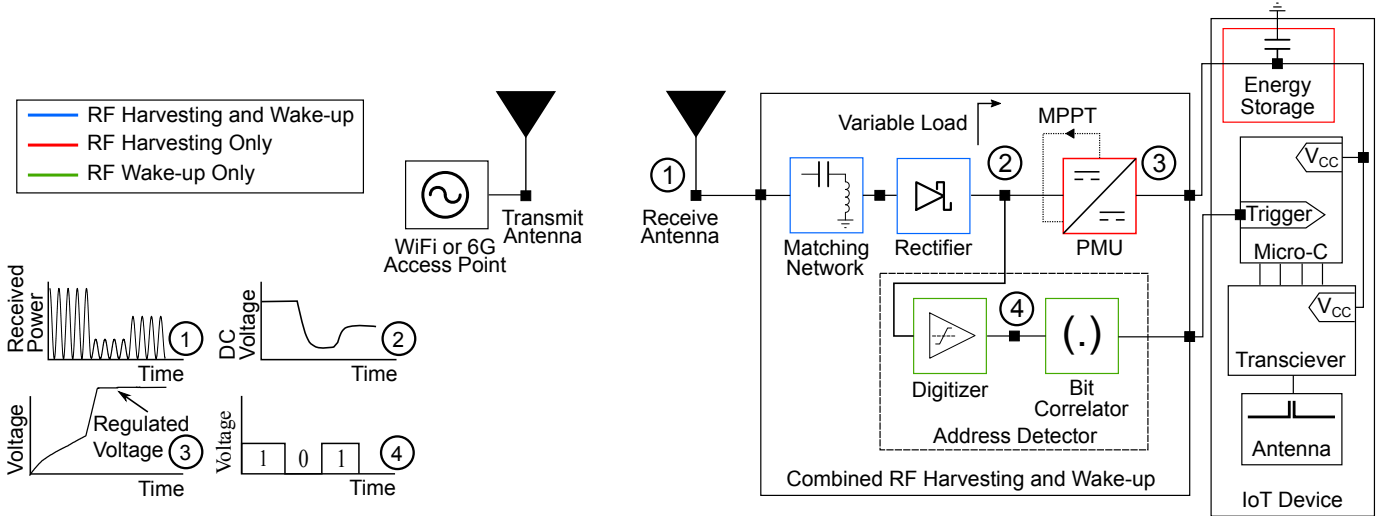 RF Harvesting and Wake-up
RF Harvesting Only
RF Wake-up Only
WiFi or 6G
Access Point
Transmit
Antenna
1
Receive
Antenna
Matching
Network
Rectifier
Variable Load
2
MPPT
PMU
3
Digitizer
4
(.)
Bit
Correlator
Address Detector
Combined RF Harvesting and Wake-up
Energy
Storage
VCC
Trigger
Micro-C
VCC
Transciever
Antenna
IoT Device
Received
Power
1
Time
DC
Voltage
2
Time
Voltage
Regulated
Voltage
3
Time
Voltage
1 0 1
4
Time